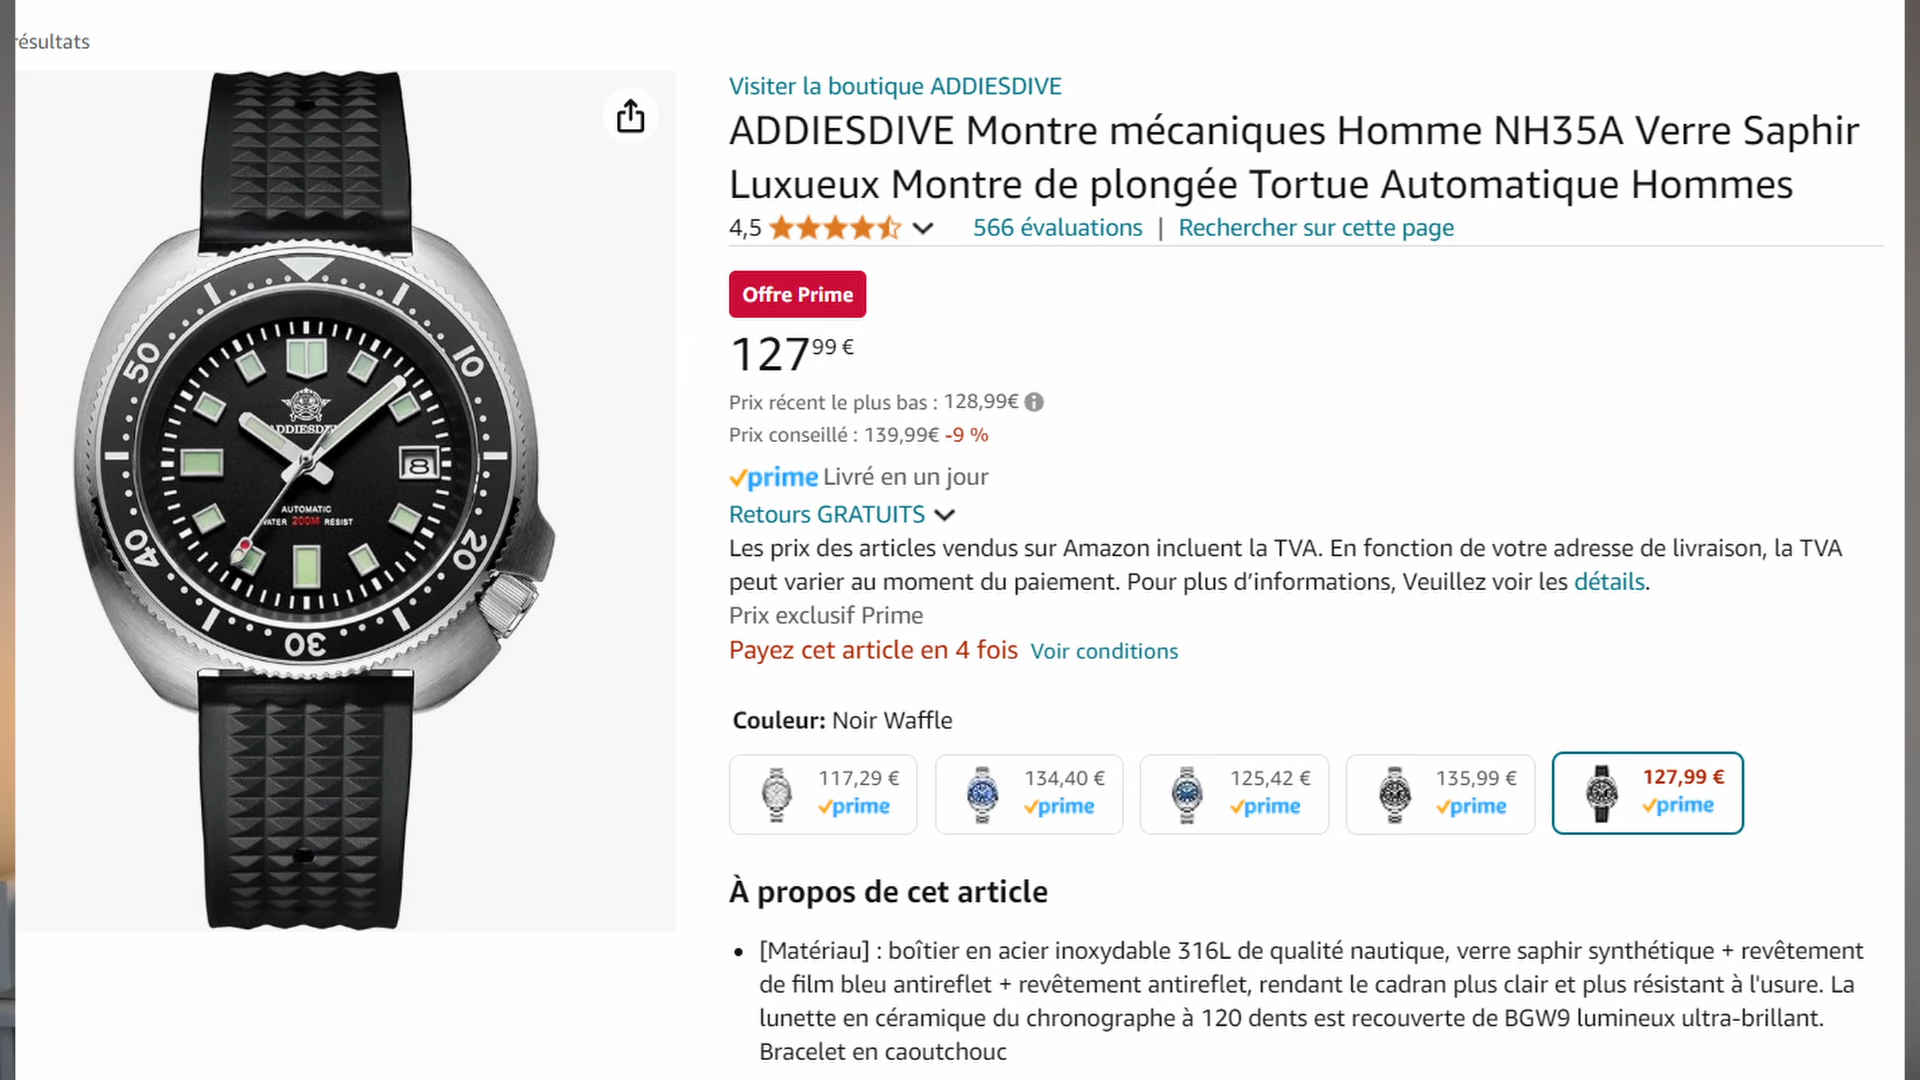 résultats
Visiter la boutique ADDIESDIVE
ADDIESDIVE Montre mécaniques Homme NH35A Verre Saphir
Luxueux Montre de plongée Tortue Automatique Hommes
4,5 566 évaluations | Rechercher sur cette page
Offre Prime
127,99 €
Prix récent le plus bas : 128,99€
Prix conseillé : 139,99€ -9 %
prime Livré en un jour
Retours GRATUITS
Les prix des articles vendus sur Amazon incluent la TVA. En fonction de votre adresse de livraison, la TVA
peut varier au moment du paiement. Pour plus d’informations, Veuillez voir les détails.
Prix exclusif Prime
Payez cet article en 4 fois Voir conditions
Couleur: Noir Waffle
117,29 € 134,40 € 125,42 € 135,99 € 127,99 €
prime prime prime prime prime
À propos de cet article
• [Matériau] : boîtier en acier inoxydable 316L de qualité nautique, verre saphir synthétique + revêtement
de film bleu antireflet + revêtement antireflet, rendant le cadran plus clair et plus résistant à l'usure. La
lunette en céramique du chronographe à 120 dents est recouverte de BGW9 lumineux ultra-brillant.
Bracelet en caoutchouc
50
10
ADDIESDIVE
8
AUTOMATIC
WATER 200M RESIST
40
20
30